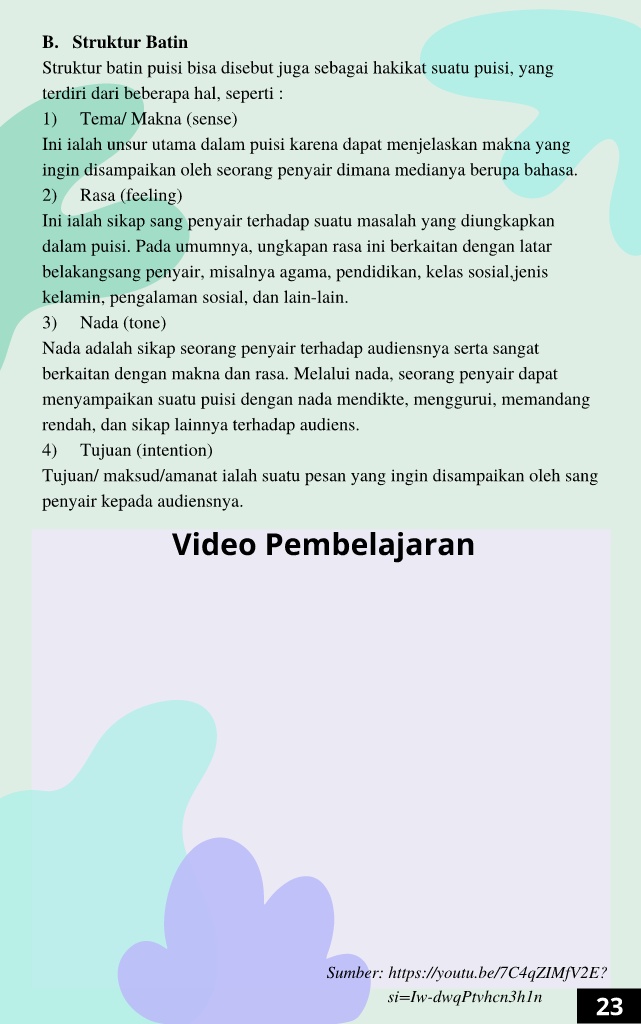 B. Struktur Batin
Struktur batin puisi bisa disebut juga sebagai hakikat suatu puisi, yang
terdiri dari beberapa hal, seperti :
1) Tema/ Makna (sense)
Ini ialah unsur utama dalam puisi karena dapat menjelaskan makna yang
ingin disampaikan oleh seorang penyair dimana medianya berupa bahasa.
2) Rasa (feeling)
Ini ialah sikap sang penyair terhadap suatu masalah yang diungkapkan
dalam puisi. Pada umumnya, ungkapan rasa ini berkaitan dengan latar
belakangsang penyair, misalnya agama, pendidikan, kelas sosial,jenis
kelamin, pengalaman sosial, dan lain-lain.
3) Nada (tone)
Nada adalah sikap seorang penyair terhadap audiensnya serta sangat
berkaitan dengan makna dan rasa. Melalui nada, seorang penyair dapat
menyampaikan suatu puisi dengan nada mendikte, menggurui, memandang
rendah, dan sikap lainnya terhadap audiens.
4) Tujuan (intention)
Tujuan/ maksud/amanat ialah suatu pesan yang ingin disampaikan oleh sang
penyair kepada audiensnya.
Video Pembelajaran
Sumber: https://youtu.be/7C4qZIMfV2E?
si=Iw-dwqPtvhcn3h1n
23